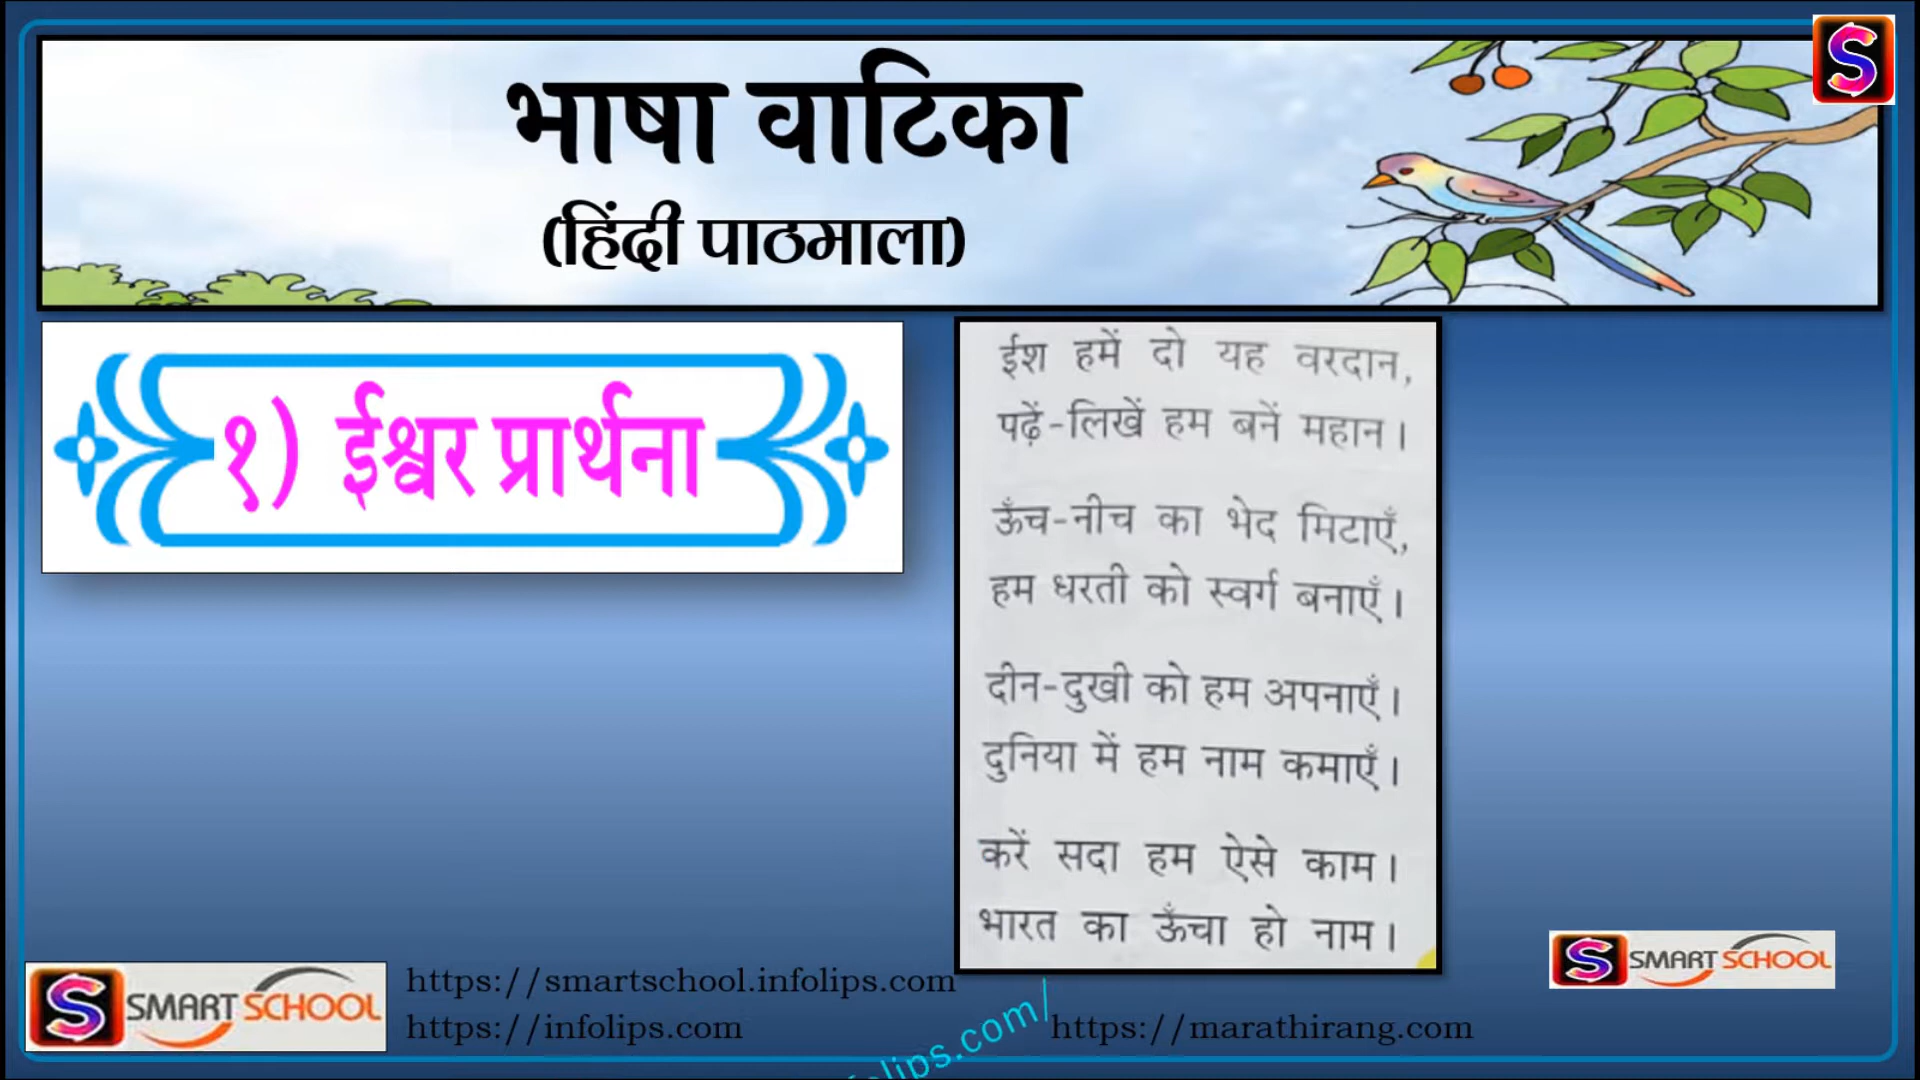 भाषा वाटिका
(हिंदी पाठमाला)
S
१) ईश्वर प्रार्थना
ईश हमें दो यह वरदान,
पढ़ें-लिखें हम बनें महान।
ऊँच-नीच का भेद मिटाएँ,
हम धरती को स्वर्ग बनाएँ।
दीन-दुखी को हम अपनाएँ।
दुनिया में हम नाम कमाएँ।
करें सदा हम ऐसे काम।
भारत का ऊँचा हो नाम।
S SMART SCHOOL
https://smartschool.infolips.com
https://infolips.com
lips.com/
https://marathirang.com
S SMART SCHOOL